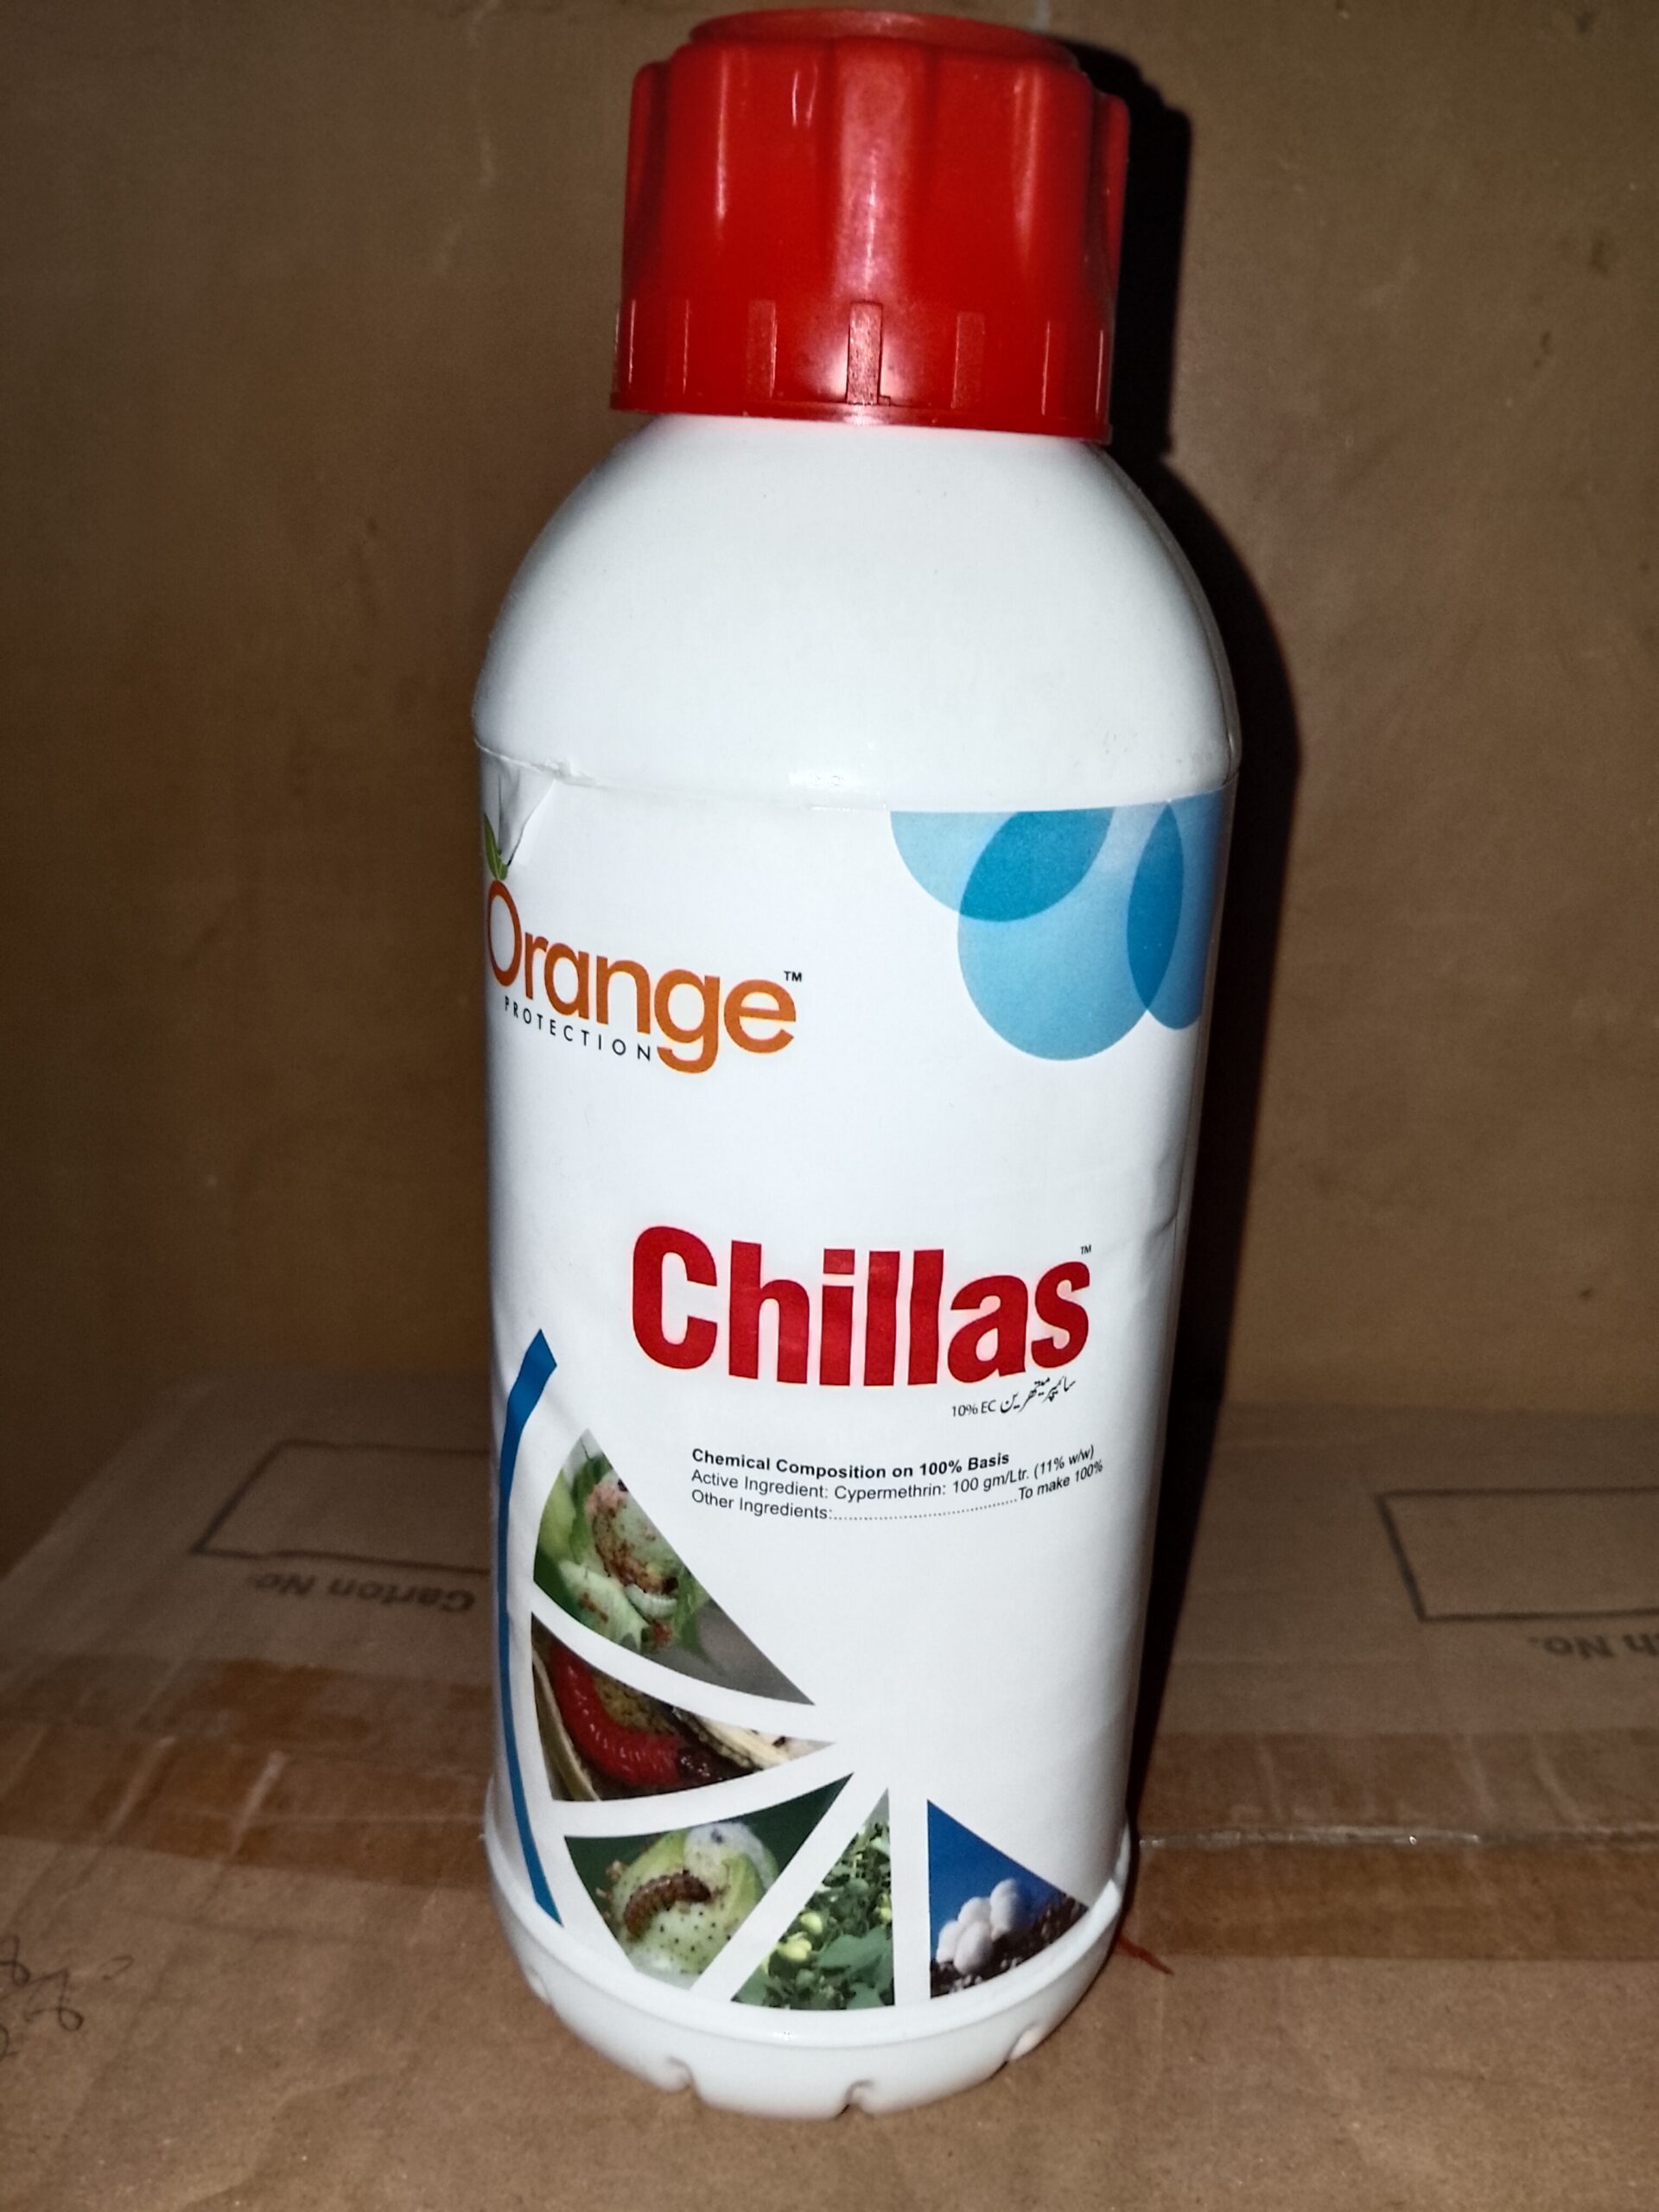 Orange™
PROTECTION
Chillas™
سائپرمیتھرین 10% EC
Chemical Composition on 100% Basis
Active Ingredient: Cypermethrin: 100 gm/Ltr. (11% w/w)
Other Ingredients:..........................................To make 100%
Carton No.
h No.